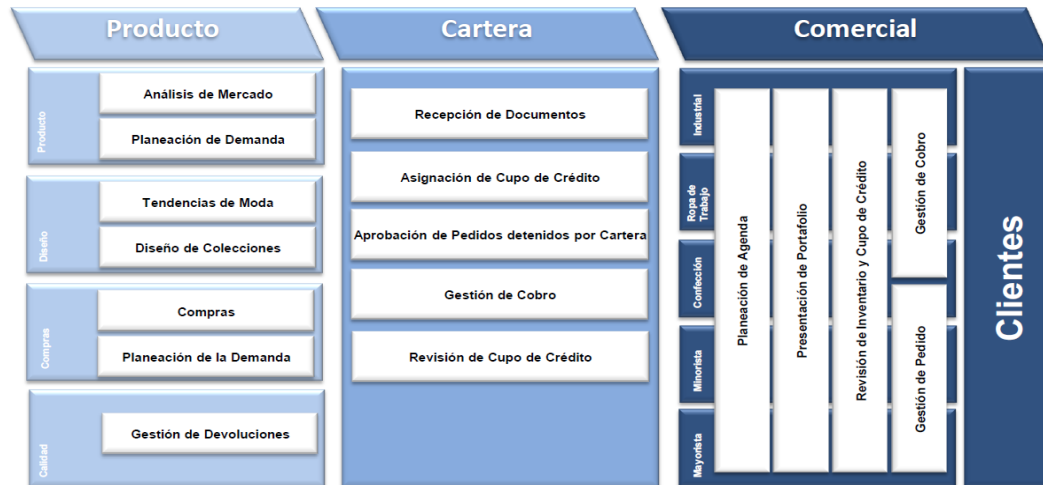 Producto
Cartera
Comercial
Producto
Análisis de Mercado
Planeación de Demanda
Diseño
Tendencias de Moda
Diseño de Colecciones
Compras
Compras
Planeación de la Demanda
Calidad
Gestión de Devoluciones
Recepción de Documentos
Asignación de Cupo de Crédito
Aprobación de Pedidos detenidos por Cartera
Gestión de Cobro
Revisión de Cupo de Crédito
Industrial
Ropa de
Trabajo
Confección
Minorista
Mayorista
Planeación de Agenda
Presentación de Portafolio
Revisión de Inventario y Cupo de Crédito
Gestión de Cobro
Gestión de Pedido
Clientes